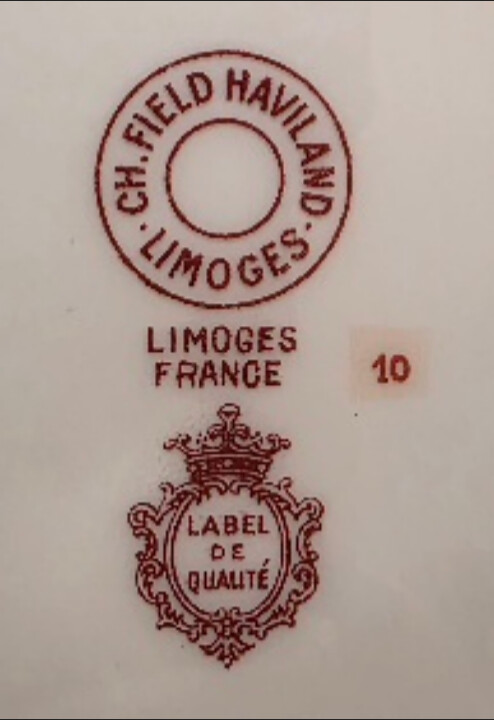 CH. FIELD HAVILAND
· LIMOGES ·
LIMOGES
FRANCE
10
LABEL
DE
QUALITÉ